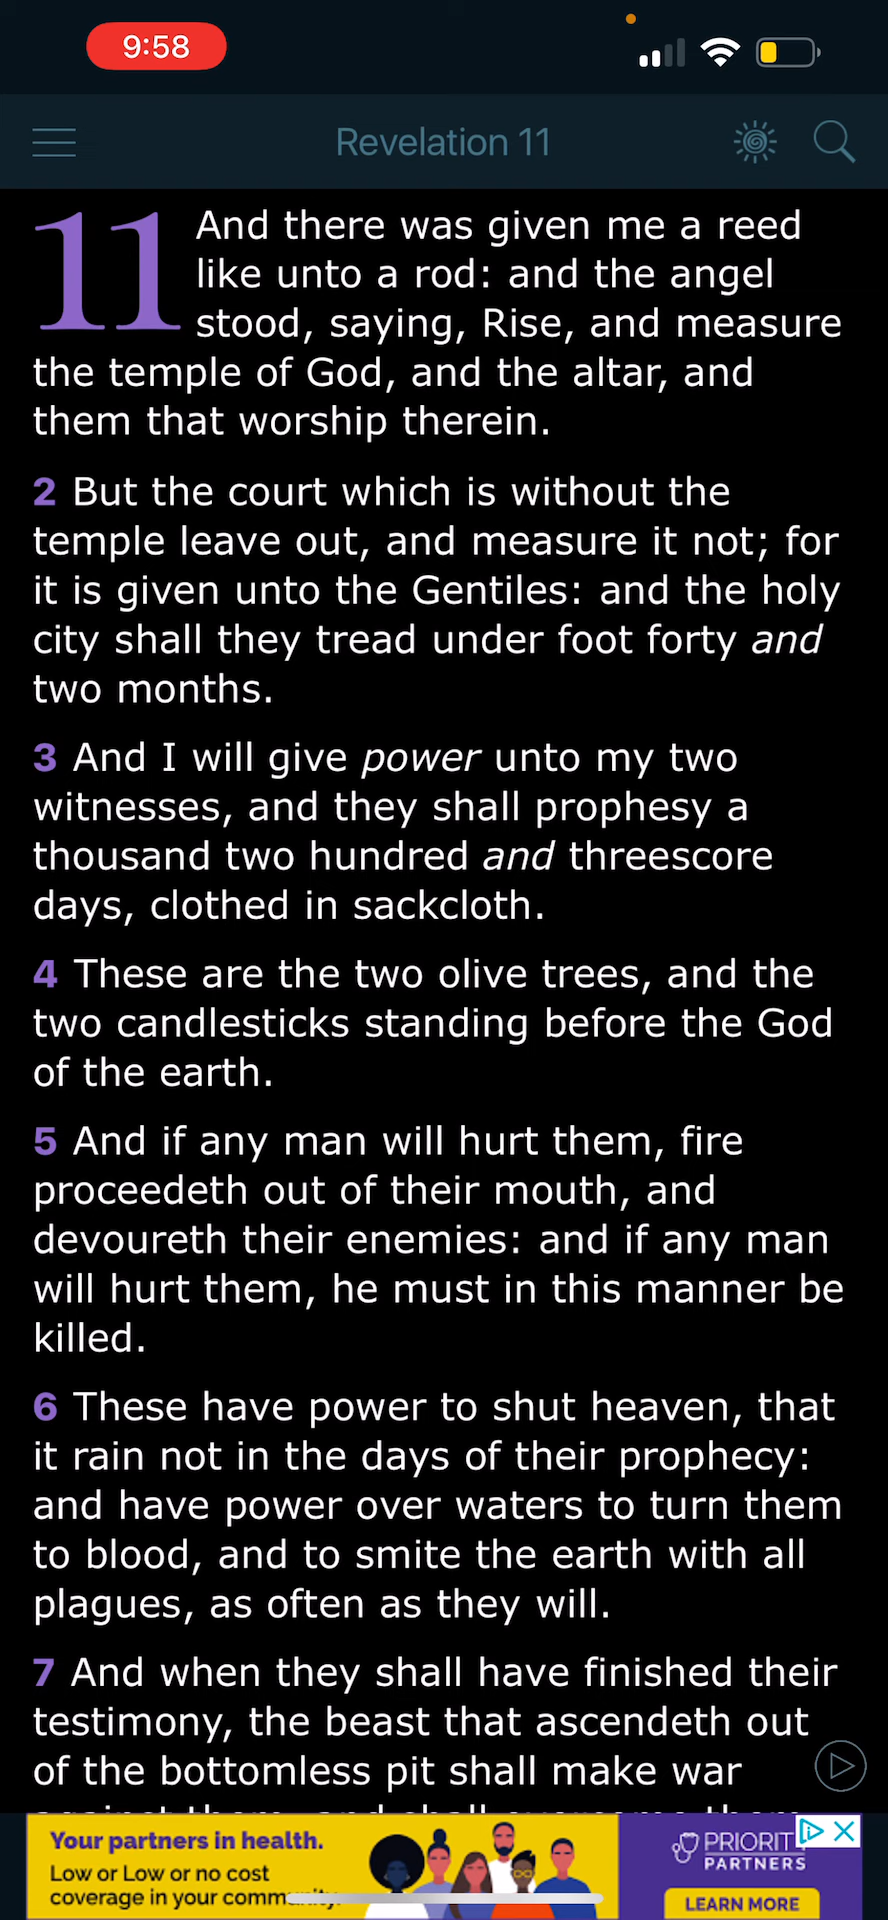 9:58
Revelation 11
11 And there was given me a reed
like unto a rod: and the angel
stood, saying, Rise, and measure
the temple of God, and the altar, and
them that worship therein.
2 But the court which is without the
temple leave out, and measure it not; for
it is given unto the Gentiles: and the holy
city shall they tread under foot forty and
two months.
3 And I will give power unto my two
witnesses, and they shall prophesy a
thousand two hundred and threescore
days, clothed in sackcloth.
4 These are the two olive trees, and the
two candlesticks standing before the God
of the earth.
5 And if any man will hurt them, fire
proceedeth out of their mouth, and
devoureth their enemies: and if any man
will hurt them, he must in this manner be
killed.
6 These have power to shut heaven, that
it rain not in the days of their prophecy:
and have power over waters to turn them
to blood, and to smite the earth with all
plagues, as often as they will.
7 And when they shall have finished their
testimony, the beast that ascendeth out
of the bottomless pit shall make war
against them, and shall overcome them,
Your partners in health.
Low or Low or no cost
coverage in your community.
PRIORIT
PARTNERS
LEARN MORE